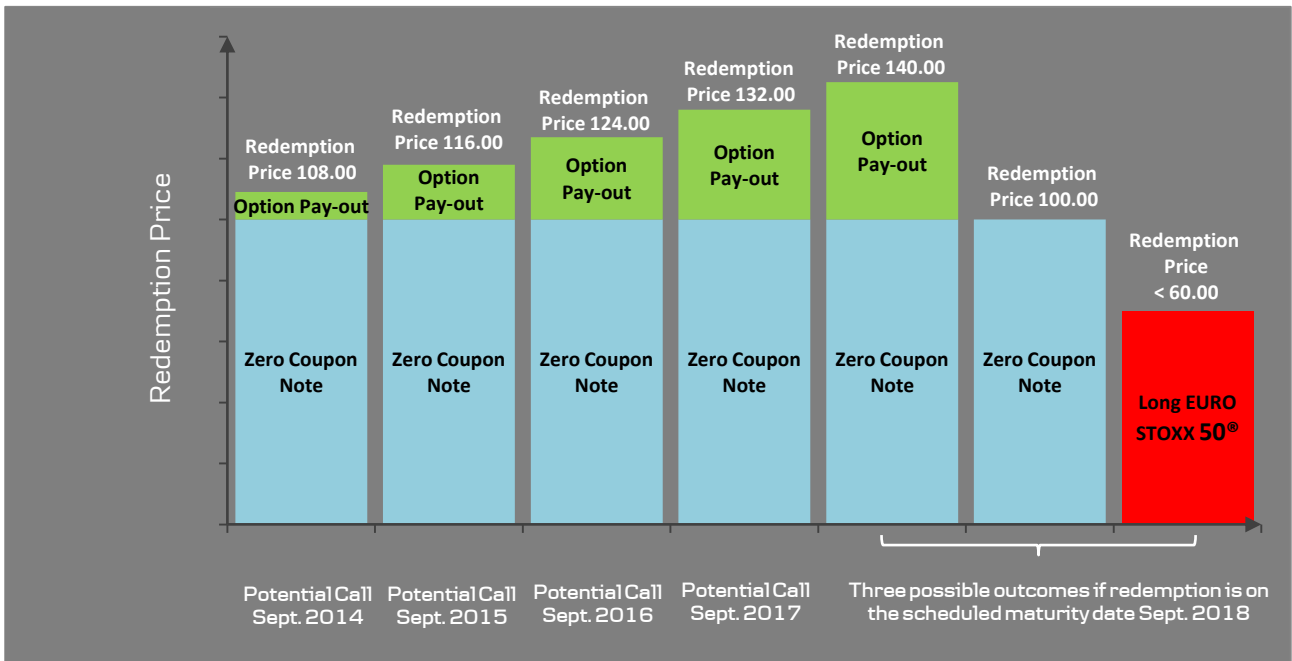 Redemption Price
Redemption
Price 108.00
Option Pay-out
Zero Coupon
Note
Potential Call
Sept. 2014
Redemption
Price 116.00
Option
Pay-out
Zero Coupon
Note
Potential Call
Sept. 2015
Redemption
Price 124.00
Option
Pay-out
Zero Coupon
Note
Potential Call
Sept. 2016
Redemption
Price 132.00
Option
Pay-out
Zero Coupon
Note
Potential Call
Sept. 2017
Redemption
Price 140.00
Option
Pay-out
Zero Coupon
Note
Redemption
Price 100.00
Zero Coupon
Note
Redemption
Price
< 60.00
Long EURO
STOXX 50®
Three possible outcomes if redemption is on
the scheduled maturity date Sept. 2018